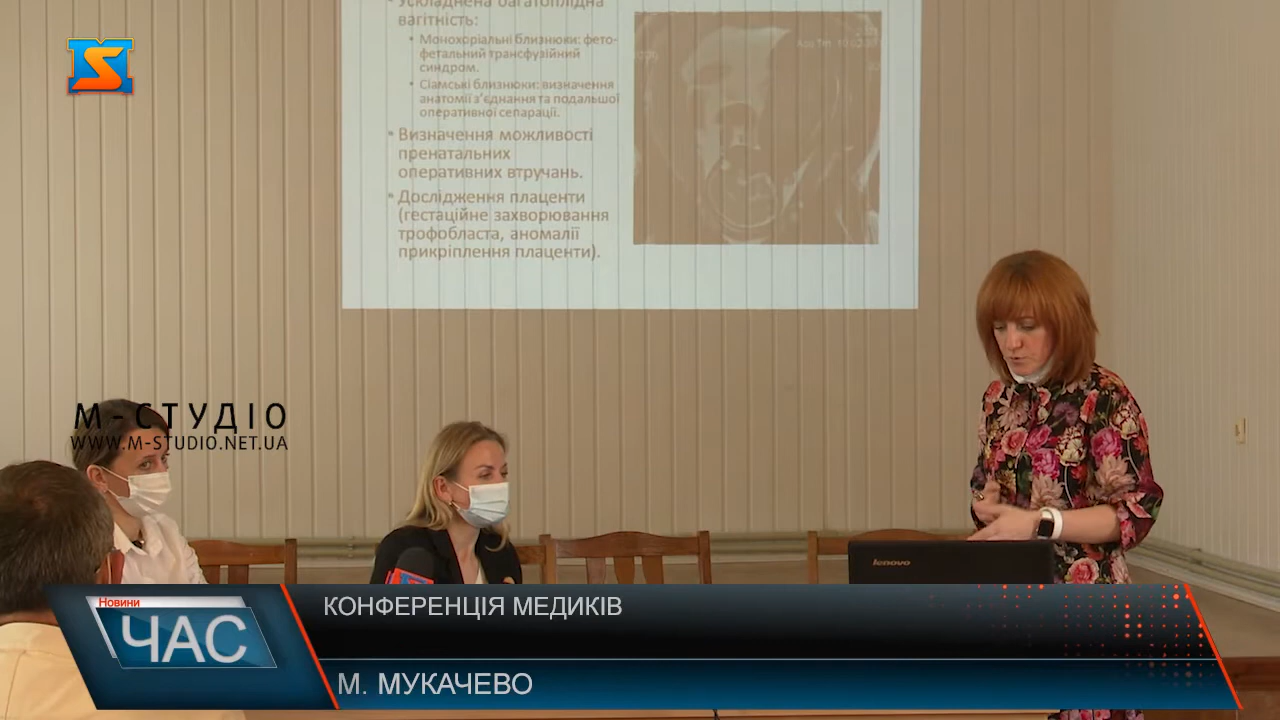 Ускладнена багатоплідна
вагітність:
• Монохоріальні близнюки: фето-
фетальний трансфузійний
синдром.
• Сіамські близнюки: визначення
анатомії з’єднання та подальшої
оперативної сепарації.
• Визначення можливості
пренатальних
оперативних втручань.
• Дослідження плаценти
(гестаційне захворювання
трофобласта, аномалії
прикріплення плаценти).
М-СТУДІО
WWW.M-STUDIO.NET.UA
lenovo
Новини
ЧАС
КОНФЕРЕНЦІЯ МЕДИКІВ
М. МУКАЧЕВО